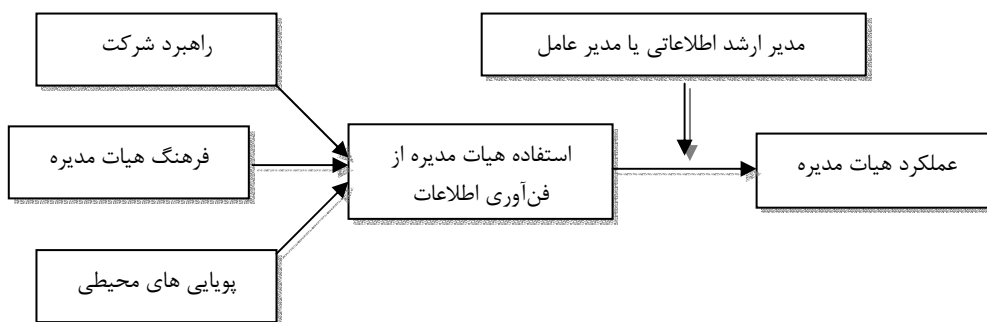 راهبرد شرکت
مدیر ارشد اطلاعاتی یا مدیر عامل
فرهنگ هیات مدیره
استفاده هیات مدیره از
فن‌آوری اطلاعات
عملکرد هیات مدیره
پویایی های محیطی